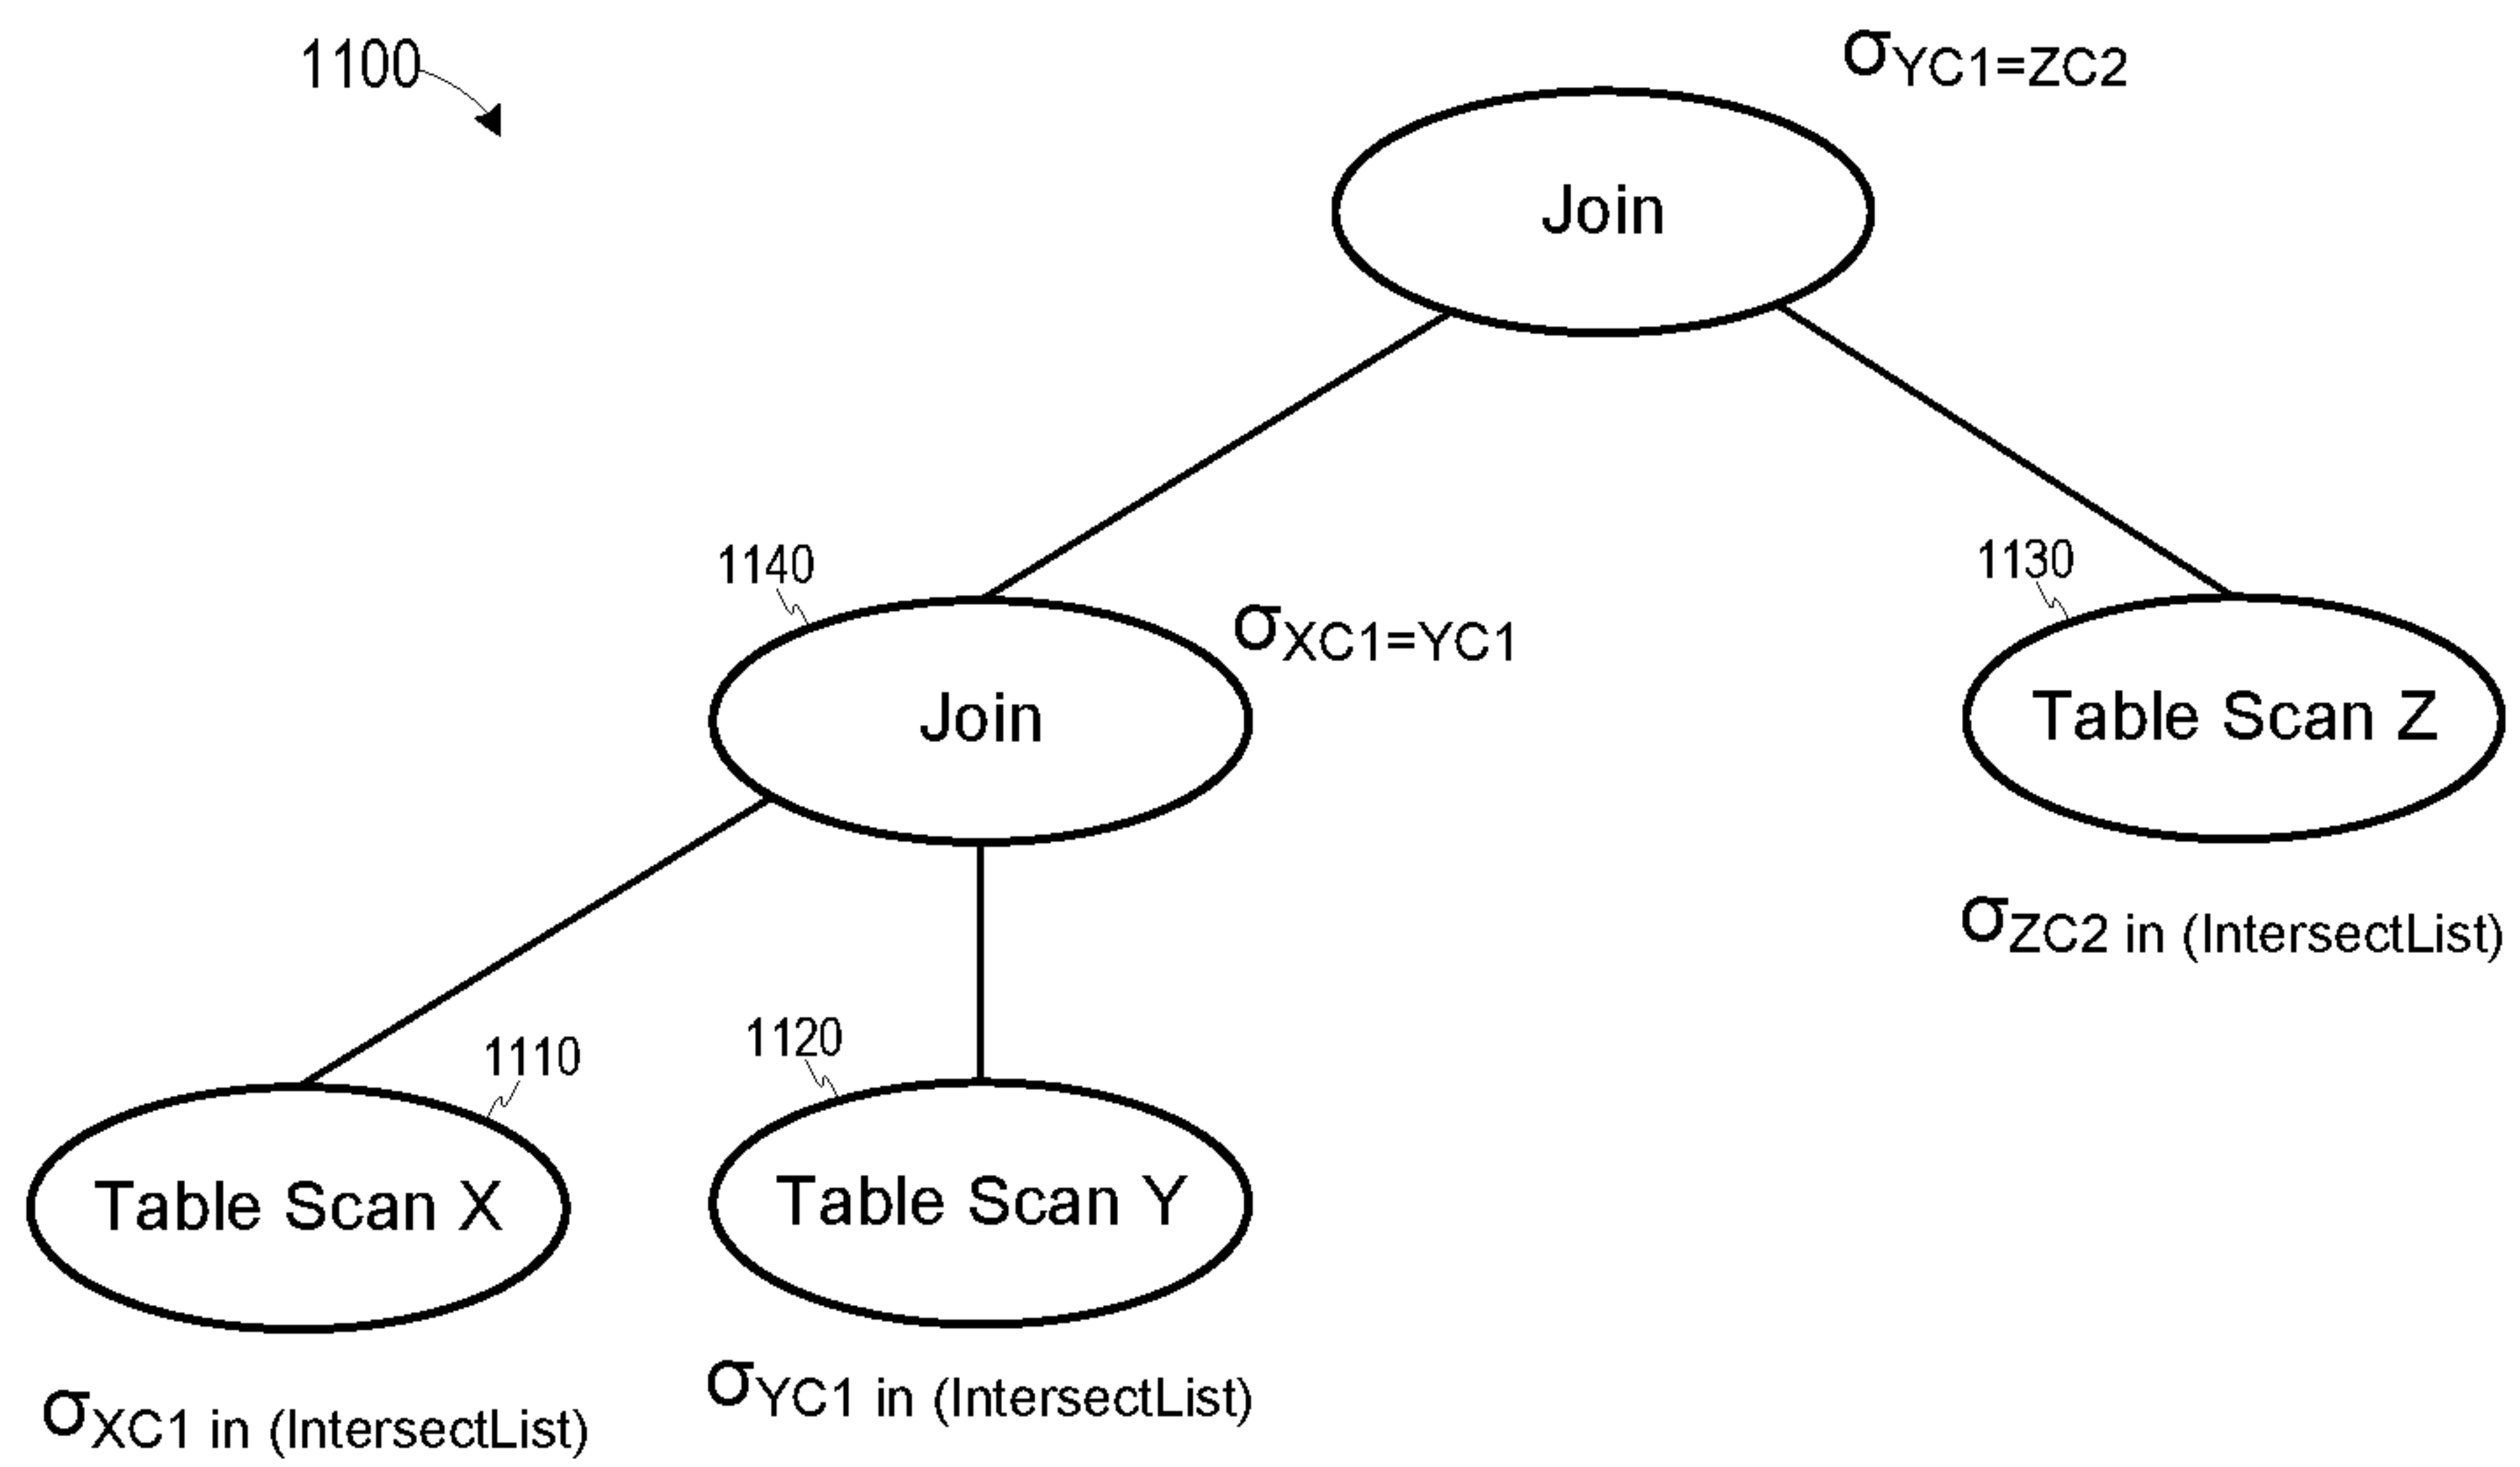 1100
σYC1=ZC2
Join
1140
1130
σXC1=YC1
Join
Table Scan Z
σZC2 in (IntersectList)
1110
1120
Table Scan X
Table Scan Y
σXC1 in (IntersectList)
σYC1 in (IntersectList)